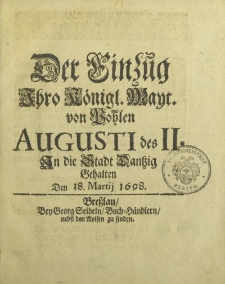 Der Einzug
Ihro Königl. Mayt.
von Pohlen
AUGUSTI des II.
In die Stadt Dantzig
Gehalten
Den 18. Martij 1698.
Breßlau/
Bey Georg Seideln/ Buch-Händlern/
nebst den Aviesen zu finden.